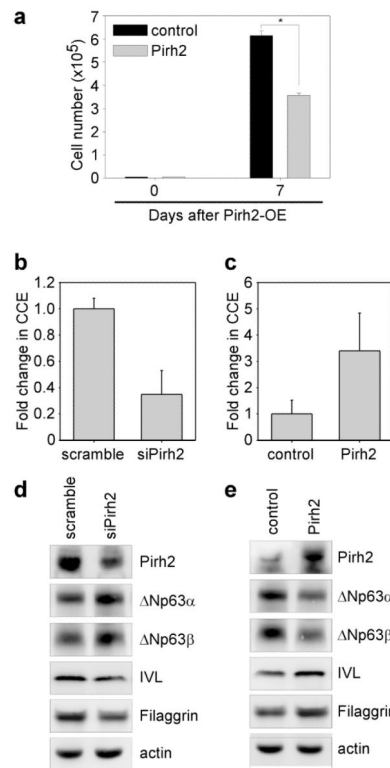 a
control
Pirh2
Cell number (x10⁵)
7
6
5
4
3
2
1
0
*
0 7
Days after Pirh2-OE
b
Fold change in CCE
1.2
1.0
0.8
0.6
0.4
0.2
0
scramble siPirh2
c
Fold change in CCE
6
5
4
3
2
1
0
control Pirh2
d
scramble siPirh2
Pirh2
ΔNp63α
ΔNp63β
IVL
Filaggrin
actin
e
control Pirh2
Pirh2
ΔNp63α
ΔNp63β
IVL
Filaggrin
actin